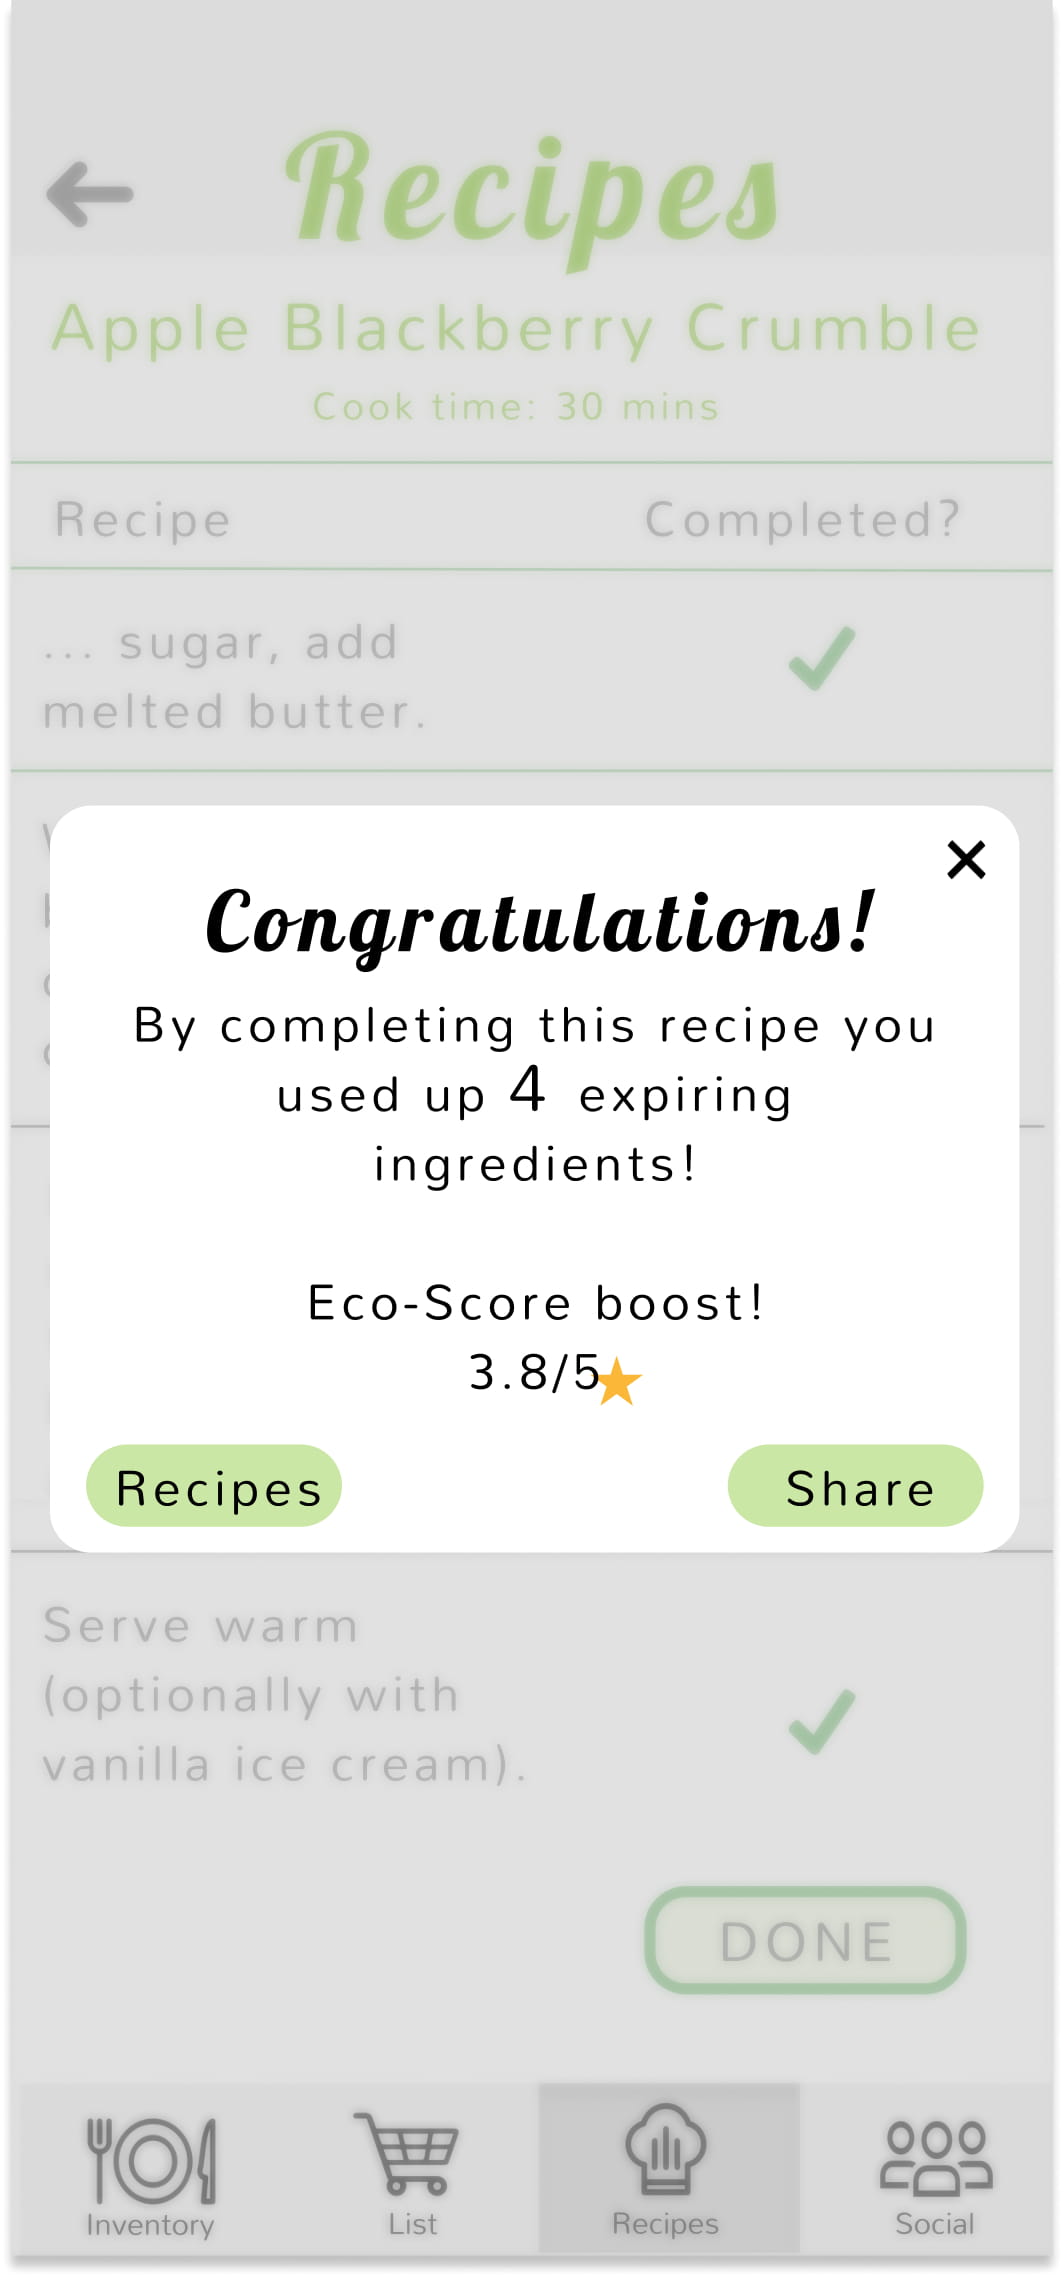 Recipes
Apple Blackberry Crumble
Cook time: 30 mins
Recipe
Completed?
... sugar, add
melted butter.
Congratulations!
By completing this recipe you
used up 4 expiring
ingredients!
Eco-Score boost!
3.8/5
Recipes
Share
Serve warm
(optionally with
vanilla ice cream).
DONE
Inventory
List
Recipes
Social